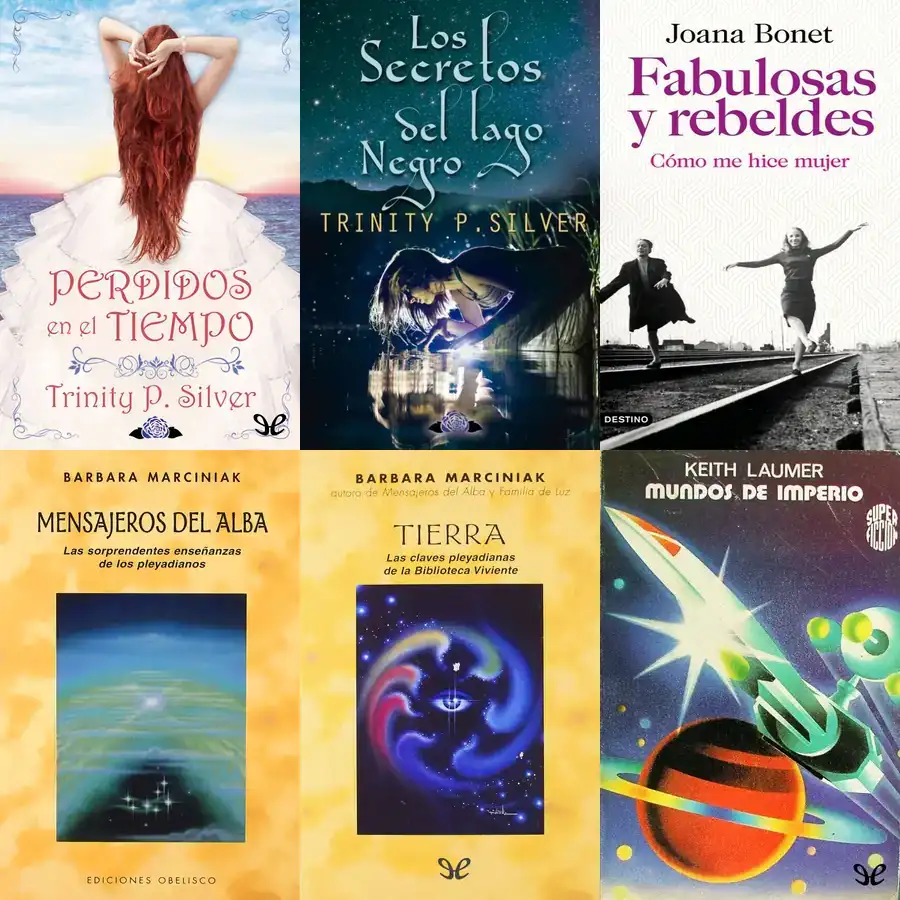 PERDIDOS
en el TIEMPO
Trinity P. Silver
Los
Secretos
del lago
Negro
TRINITY P. SILVER
Joana Bonet
Fabulosas
y rebeldes
Cómo me hice mujer
DESTINO
BARBARA MARCINIAK
MENSAJEROS DEL ALBA
Las sorprendentes enseñanzas
de los pleyadianos
EDICIONES OBELISCO
BARBARA MARCINIAK
autora de Mensajeros del Alba y Familia de Luz
TIERRA
Las claves pleyadianas
de la Biblioteca Viviente
KEITH LAUMER
MUNDOS DE IMPERIO
SUPER
FICCION